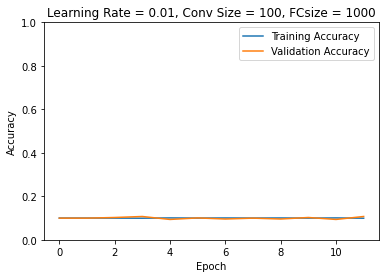 Learning Rate = 0.01, Conv Size = 100, FCsize = 1000
1.0
Training Accuracy
Validation Accuracy
0.8
0.6
Accuracy
0.4
0.2
0.0
0 2 4 6 8 10
Epoch